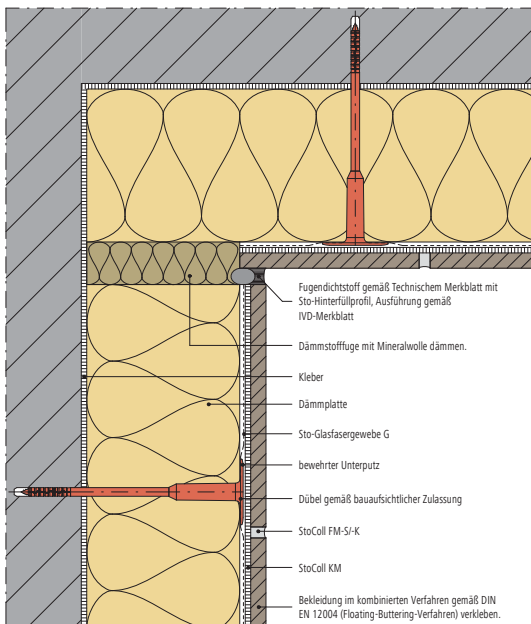 Fugendichtstoff gemäß Technischem Merkblatt mit
Sto-Hinterfüllprofil, Ausführung gemäß
IVD-Merkblatt
Dämmstofffuge mit Mineralwolle dämmen.
Kleber
Dämmplatte
Sto-Glasfasergewebe G
bewehrter Unterputz
Dübel gemäß bauaufsichtlicher Zulassung
StoColl FM-S/-K
StoColl KM
Bekleidung im kombinierten Verfahren gemäß DIN
EN 12004 (Floating-Buttering-Verfahren) verkleben.